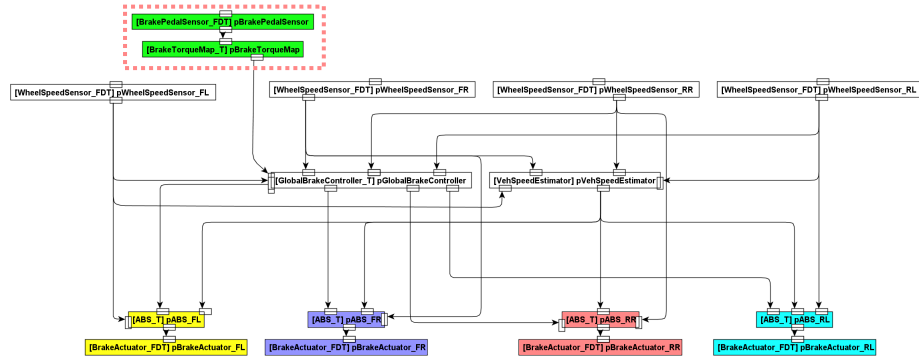 [BrakePedalSensor_FDT] pBrakePedalSensor
[BrakeTorqueMap_T] pBrakeTorqueMap
[WheelSpeedSensor_FDT] pWheelSpeedSensor_FL
[WheelSpeedSensor_FDT] pWheelSpeedSensor_FR
[WheelSpeedSensor_FDT] pWheelSpeedSensor_RR
[WheelSpeedSensor_FDT] pWheelSpeedSensor_RL
[GlobalBrakeController_T] pGlobalBrakeController
[VehSpeedEstimator] pVehSpeedEstimator
[ABS_T] pABS_FL
[ABS_T] pABS_FR
[ABS_T] pABS_RR
[ABS_T] pABS_RL
[BrakeActuator_FDT] pBrakeActuator_FL
[BrakeActuator_FDT] pBrakeActuator_FR
[BrakeActuator_FDT] pBrakeActuator_RR
[BrakeActuator_FDT] pBrakeActuator_RL